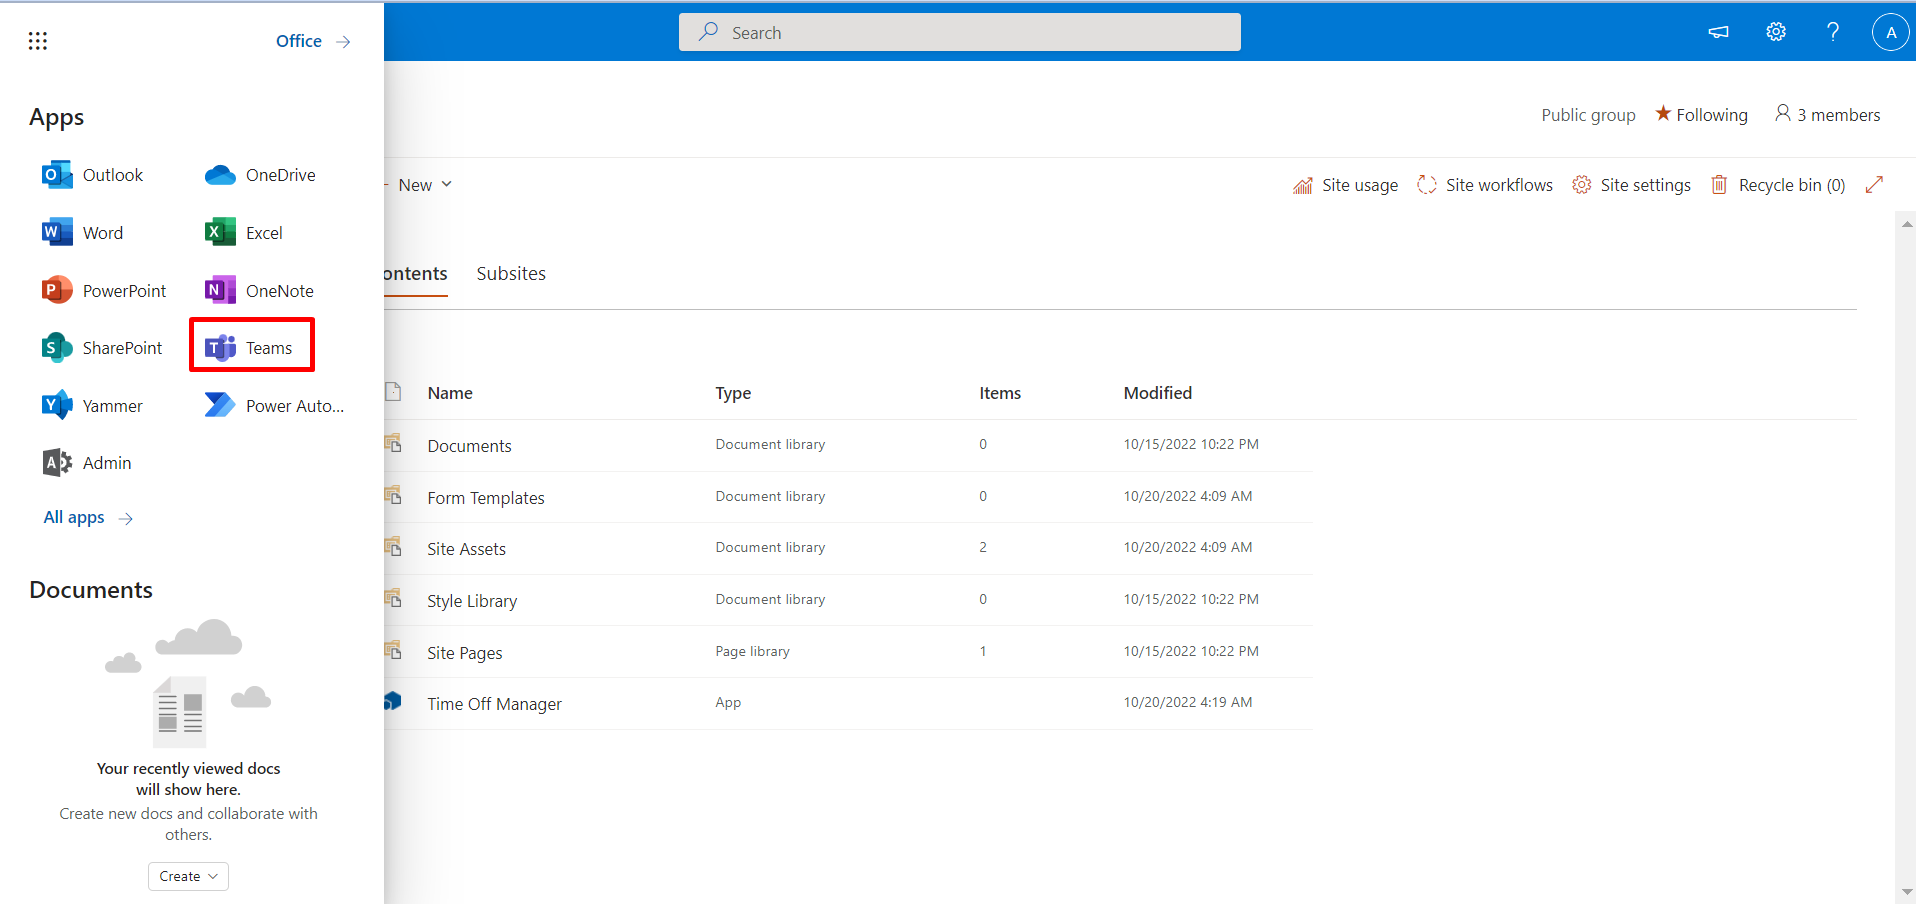 Office
Search
A
Apps
Public group
Following
3 members
Outlook
OneDrive
New
Site usage
Site workflows
Site settings
Recycle bin (0)
Word
Excel
ontents
Subsites
PowerPoint
OneNote
SharePoint
Teams
Name
Type
Items
Modified
Yammer
Power Auto...
Documents
Document library
0
10/15/2022 10:22 PM
Admin
Form Templates
Document library
0
10/20/2022 4:09 AM
All apps
Site Assets
Document library
2
10/20/2022 4:09 AM
Documents
Style Library
Document library
0
10/15/2022 10:22 PM
Site Pages
Page library
1
10/15/2022 10:22 PM
Time Off Manager
App
10/20/2022 4:19 AM
Your recently viewed docs
will show here.
Create new docs and collaborate with
others.
Create